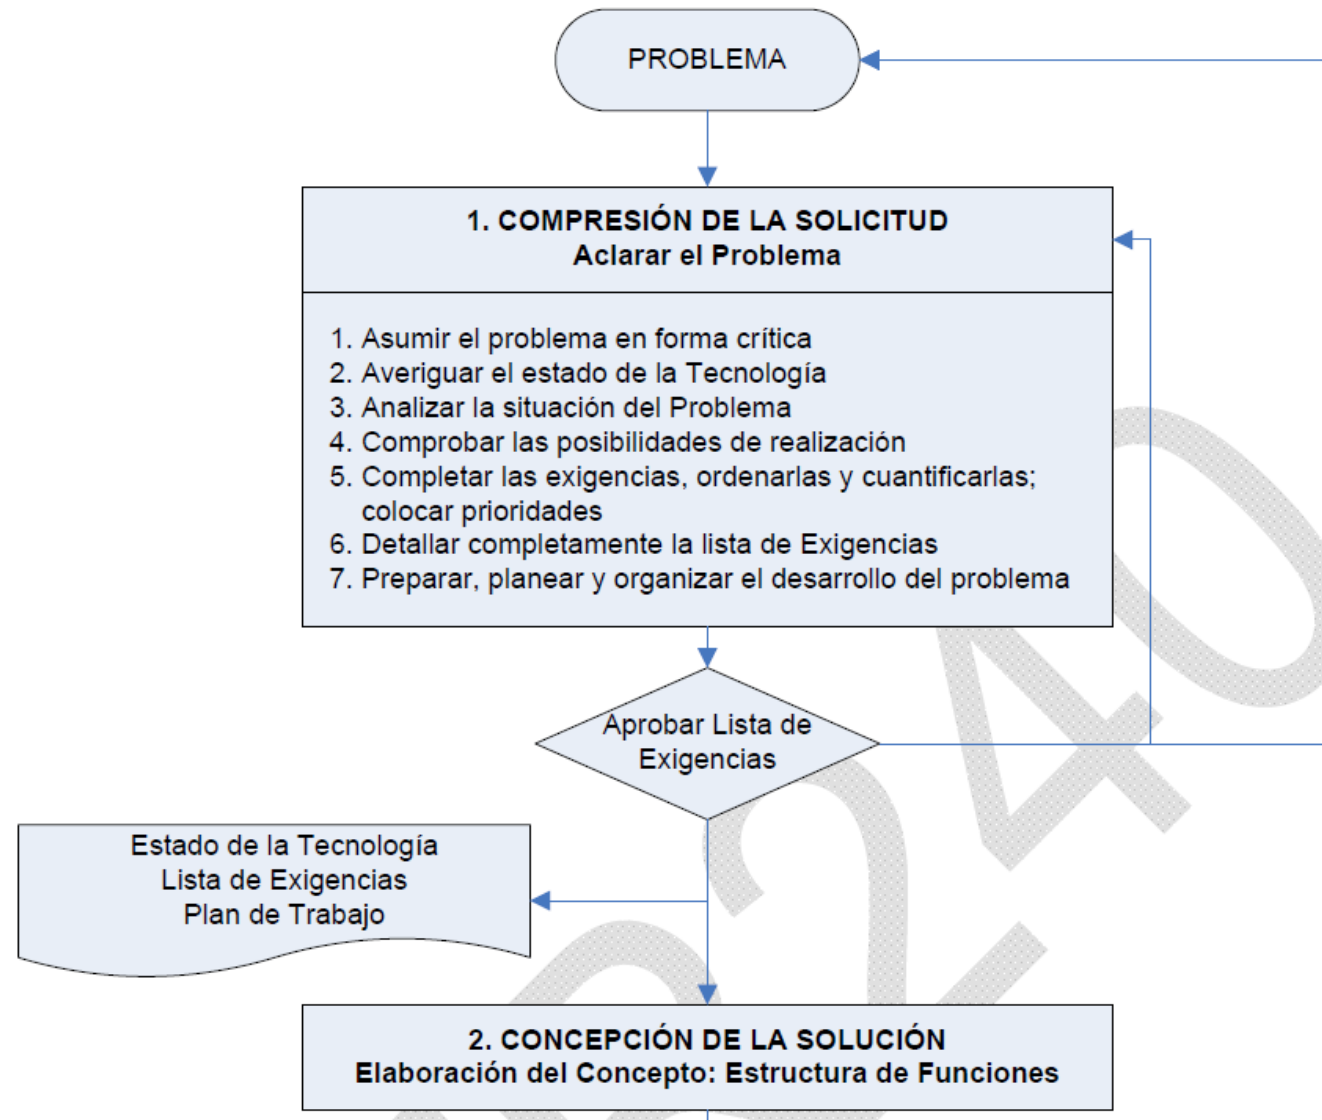 PROBLEMA
1. COMPRESIÓN DE LA SOLICITUD
Aclarar el Problema
1. Asumir el problema en forma crítica
2. Averiguar el estado de la Tecnología
3. Analizar la situación del Problema
4. Comprobar las posibilidades de realización
5. Completar las exigencias, ordenarlas y cuantificarlas;
colocar prioridades
6. Detallar completamente la lista de Exigencias
7. Preparar, planear y organizar el desarrollo del problema
Aprobar Lista de
Exigencias
Estado de la Tecnología
Lista de Exigencias
Plan de Trabajo
2. CONCEPCIÓN DE LA SOLUCIÓN
Elaboración del Concepto: Estructura de Funciones